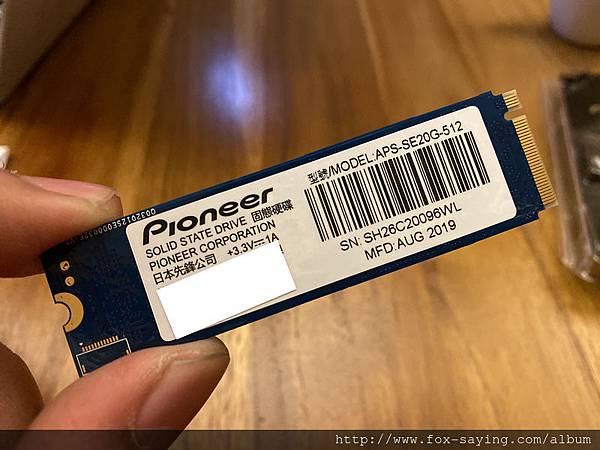 Pioneer
SOLID STATE DRIVE 固態硬碟
PIONEER CORPORATION
日本先鋒公司 +3.3V⎓1A
型號/MODEL:APS-SE20G-512
SN: SH26C20096WL
MFD:AUG 2019
http://www.fox-saying.com/album